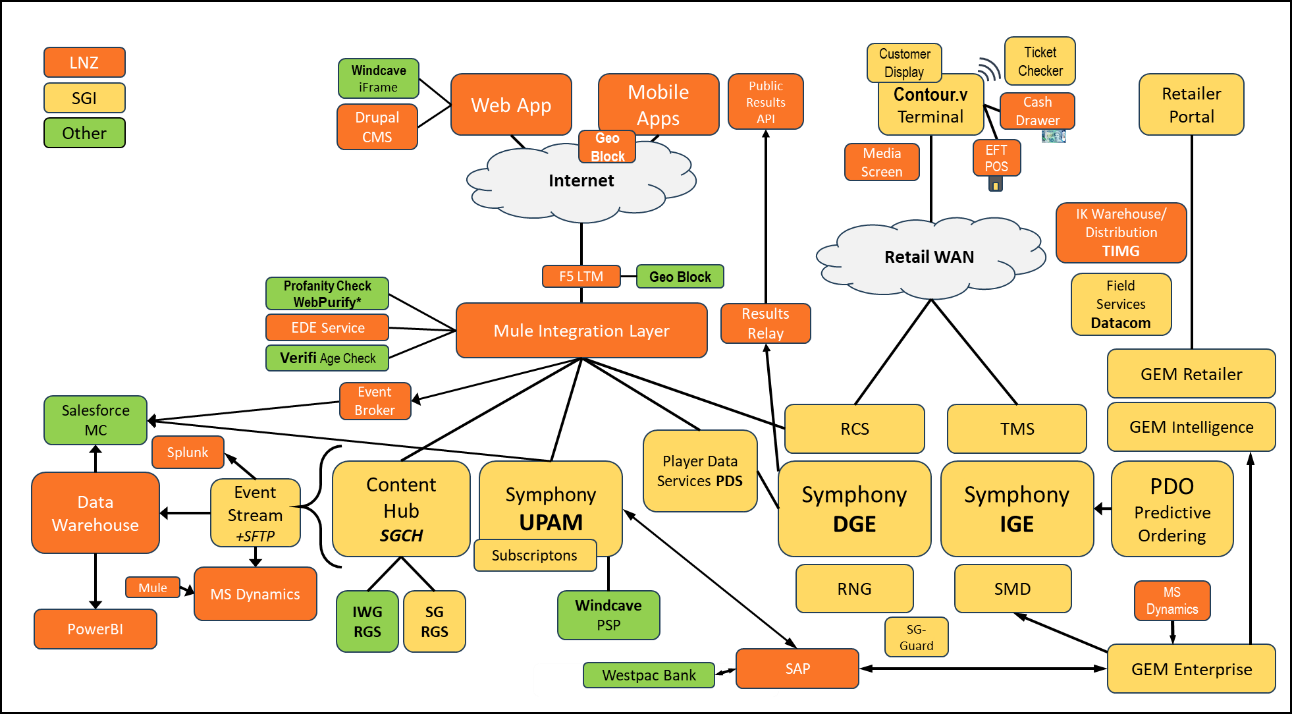 LNZ
SGI
Other
Windcave
iFrame
Drupal
CMS
Web App
Mobile
Apps
Geo
Block
Internet
Public
Results
API
Customer
Display
Contour.v
Terminal
Ticket
Checker
Cash
Drawer
EFT
POS
Media
Screen
Retailer
Portal
Retail WAN
IK Warehouse/
Distribution
TIMG
Field
Services
Datacom
F5 LTM
Geo Block
Profanity Check
WebPurify*
EDE Service
Verifi Age Check
Mule Integration Layer
Results
Relay
GEM Retailer
GEM Intelligence
Event
Broker
Salesforce
MC
Splunk
Data
Warehouse
Event
Stream
+SFTP
Content
Hub
SGCH
Symphony
UPAM
Subscriptons
Player Data
Services PDS
RCS
TMS
Symphony
DGE
Symphony
IGE
PDO
Predictive
Ordering
Mule
MS Dynamics
PowerBI
IWG
RGS
SG
RGS
Windcave
PSP
RNG
SMD
SG-
Guard
MS
Dynamics
Westpac Bank
SAP
GEM Enterprise